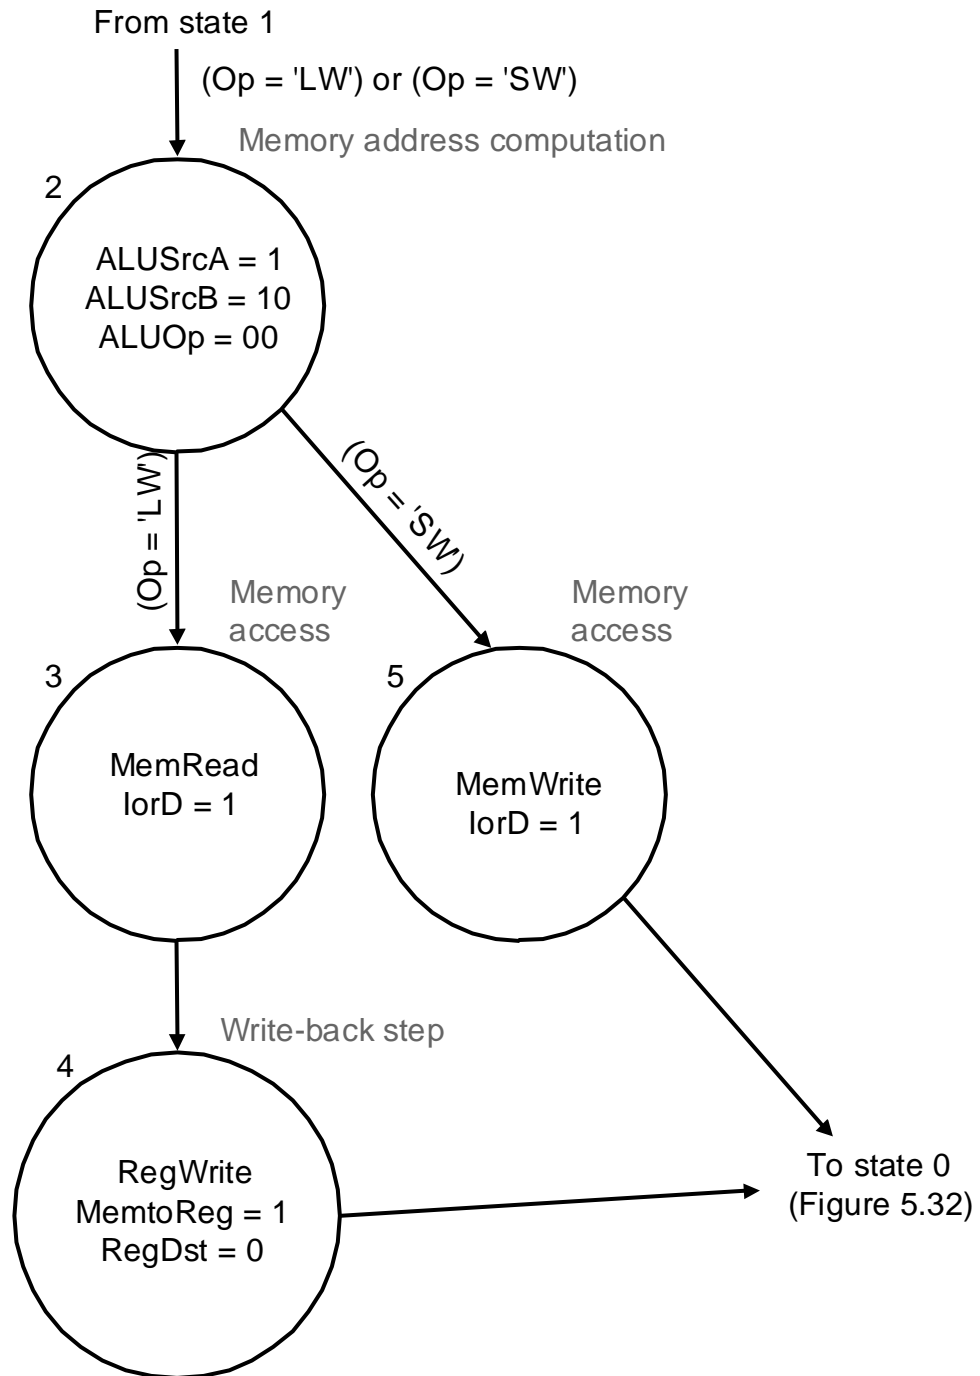 From state 1
(Op = 'LW') or (Op = 'SW')
Memory address computation
2
ALUSrcA = 1
ALUSrcB = 10
ALUOp = 00
(Op = 'LW')
(Op = 'SW')
Memory
access
Memory
access
3
MemRead
IorD = 1
5
MemWrite
IorD = 1
Write-back step
4
RegWrite
MemtoReg = 1
RegDst = 0
To state 0
(Figure 5.32)